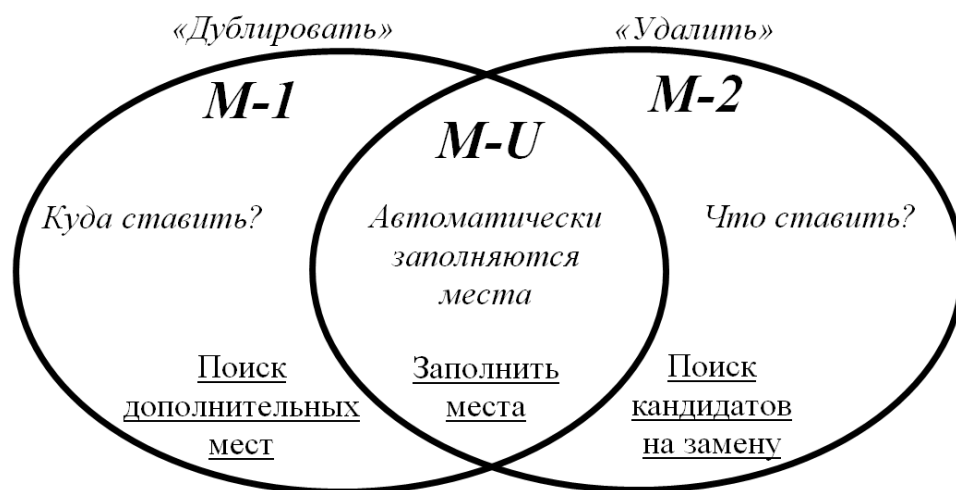 «Дублировать»
«Удалить»
М-1
М-2
М-U
Куда ставить?
Автоматически
заполняются
места
Что ставить?
Поиск
дополнительных
мест
Заполнить
места
Поиск
кандидатов
на замену